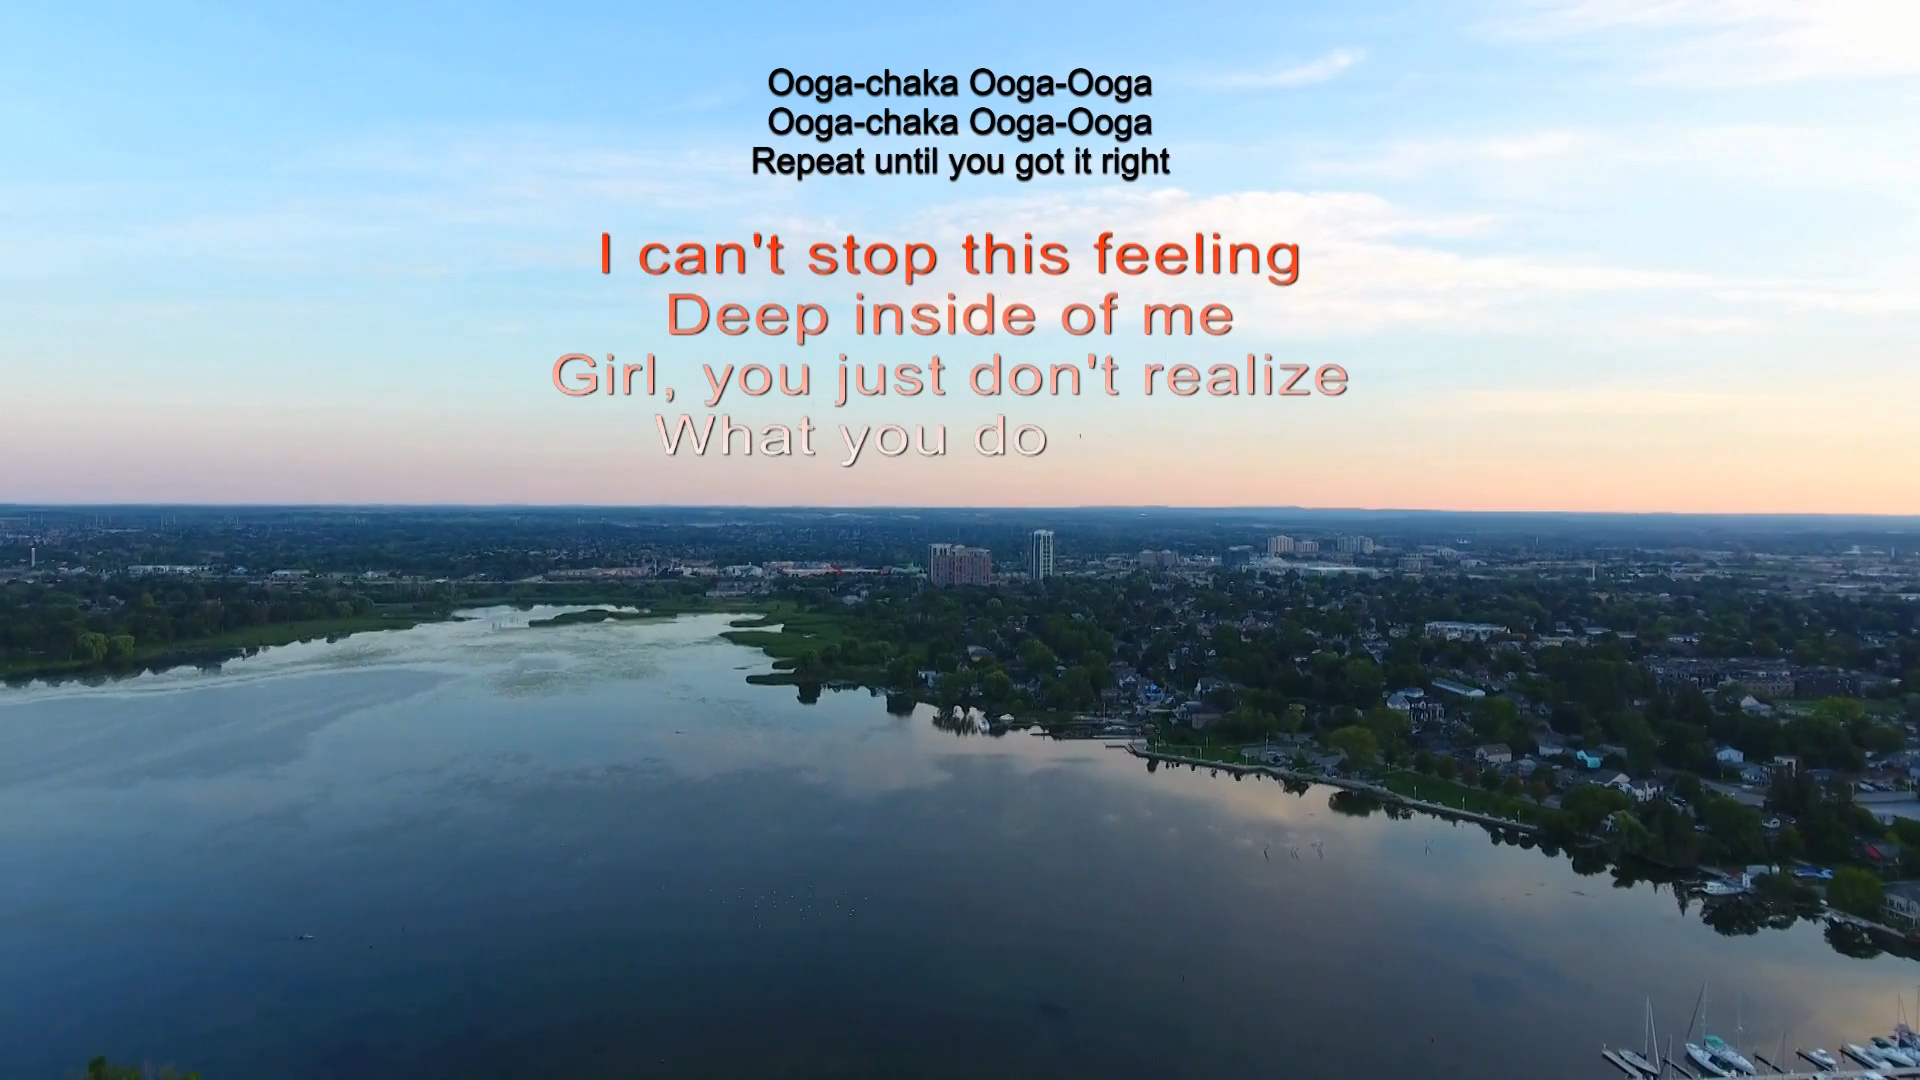 Ooga-chaka Ooga-Ooga
Ooga-chaka Ooga-Ooga
Repeat until you got it right
I can't stop this feeling
Deep inside of me
Girl, you just don't realize
What you do